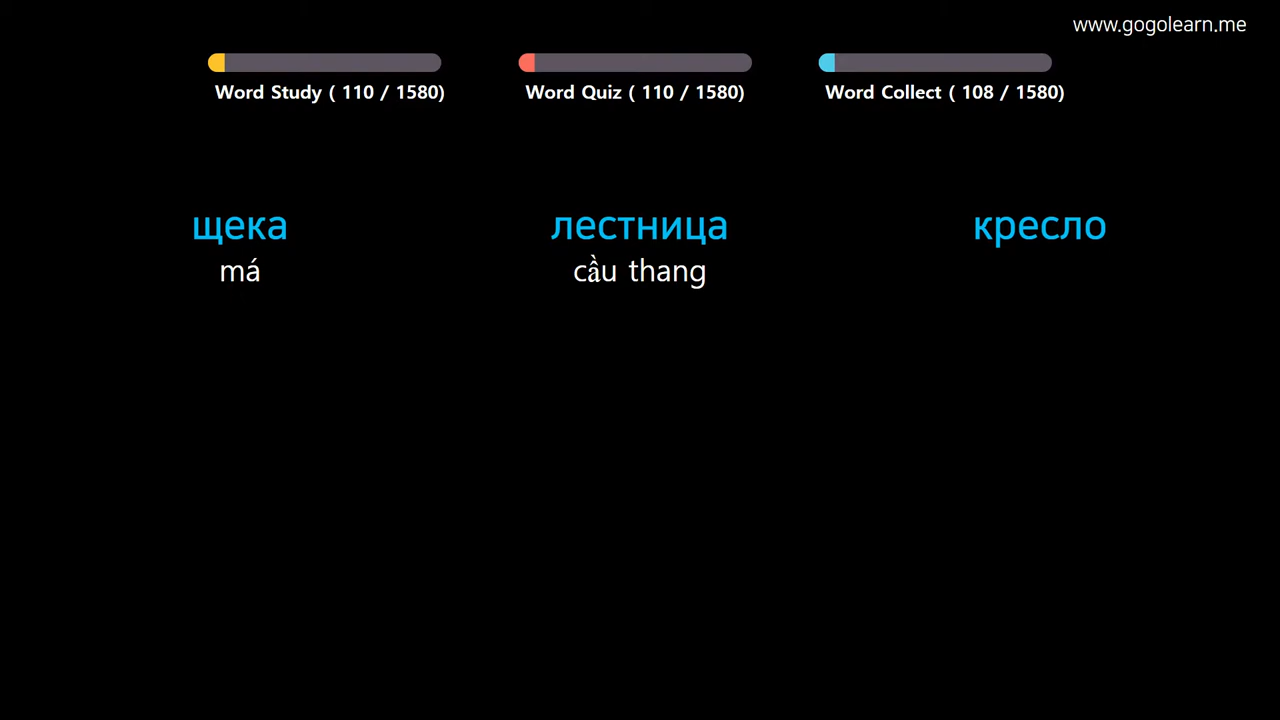 www.gogolearn.me
Word Study ( 110 / 1580)
Word Quiz ( 110 / 1580)
Word Collect ( 108 / 1580)
щека
má
лестница
cầu thang
кресло